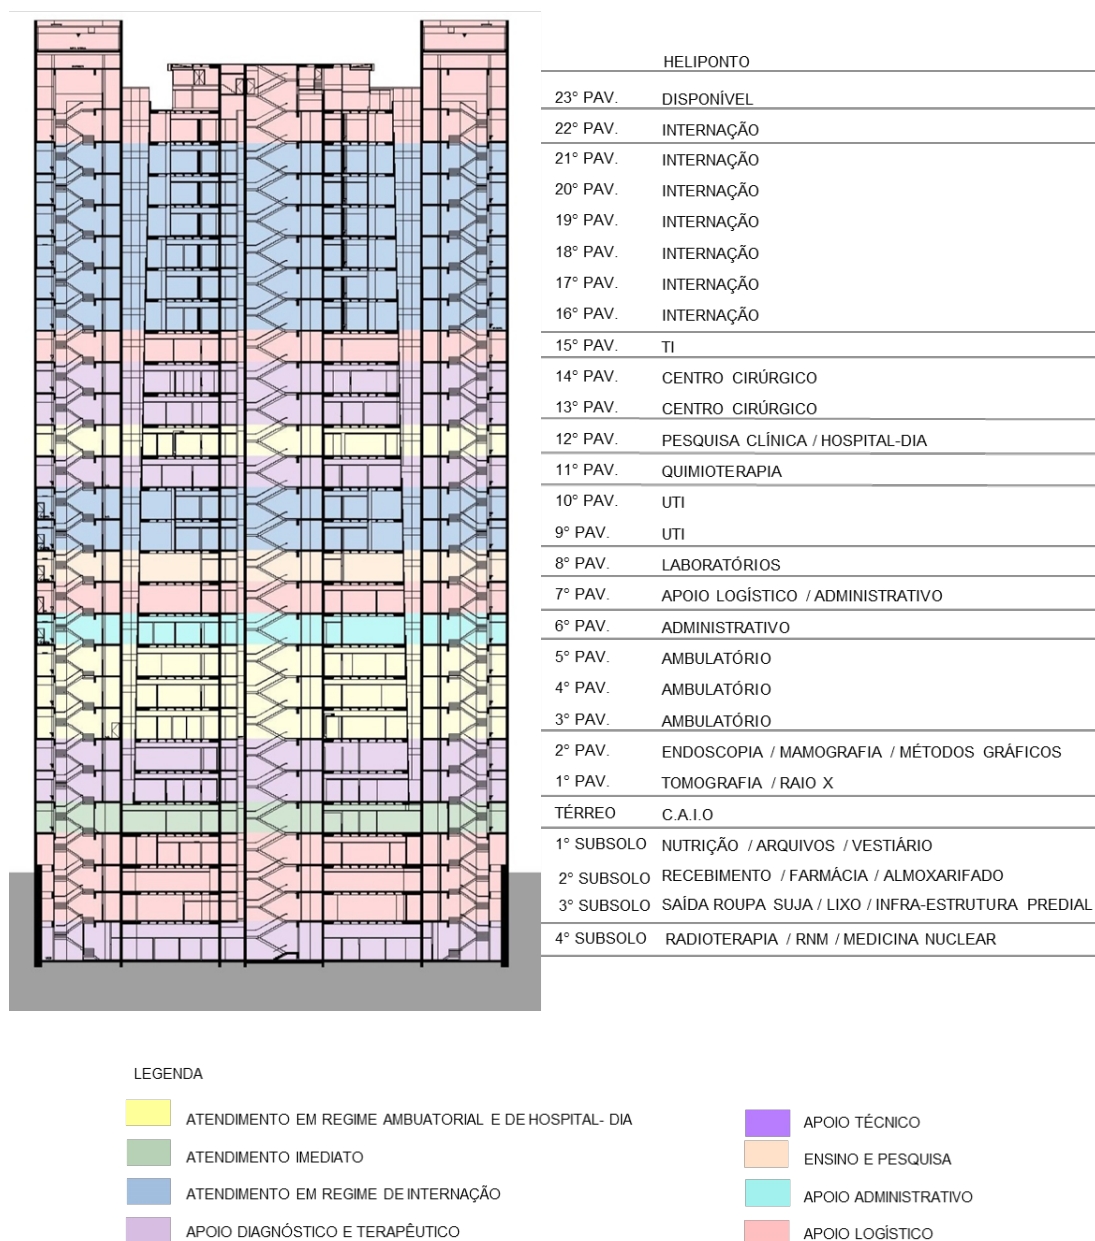 HELIPONTO
23° PAV. DISPONÍVEL
22° PAV. INTERNAÇÃO
21° PAV. INTERNAÇÃO
20° PAV. INTERNAÇÃO
19° PAV. INTERNAÇÃO
18° PAV. INTERNAÇÃO
17° PAV. INTERNAÇÃO
16° PAV. INTERNAÇÃO
15° PAV. TI
14° PAV. CENTRO CIRÚRGICO
13° PAV. CENTRO CIRÚRGICO
12° PAV. PESQUISA CLÍNICA / HOSPITAL-DIA
11° PAV. QUIMIOTERAPIA
10° PAV. UTI
9° PAV. UTI
8° PAV. LABORATÓRIOS
7° PAV. APOIO LOGÍSTICO / ADMINISTRATIVO
6° PAV. ADMINISTRATIVO
5° PAV. AMBULATÓRIO
4° PAV. AMBULATÓRIO
3° PAV. AMBULATÓRIO
2° PAV. ENDOSCOPIA / MAMOGRAFIA / MÉTODOS GRÁFICOS
1° PAV. TOMOGRAFIA / RAIO X
TÉRREO C.A.I.O
1° SUBSOLO NUTRIÇÃO / ARQUIVOS / VESTIÁRIO
2° SUBSOLO RECEBIMENTO / FARMÁCIA / ALMOXARIFADO
3° SUBSOLO SAÍDA ROUPA SUJA / LIXO / INFRA-ESTRUTURA PREDIAL
4° SUBSOLO RADIOTERAPIA / RNM / MEDICINA NUCLEAR
LEGENDA
ATENDIMENTO EM REGIME AMBUATORIAL E DE HOSPITAL- DIA
ATENDIMENTO IMEDIATO
ATENDIMENTO EM REGIME DE INTERNAÇÃO
APOIO DIAGNÓSTICO E TERAPÊUTICO
APOIO TÉCNICO
ENSINO E PESQUISA
APOIO ADMINISTRATIVO
APOIO LOGÍSTICO